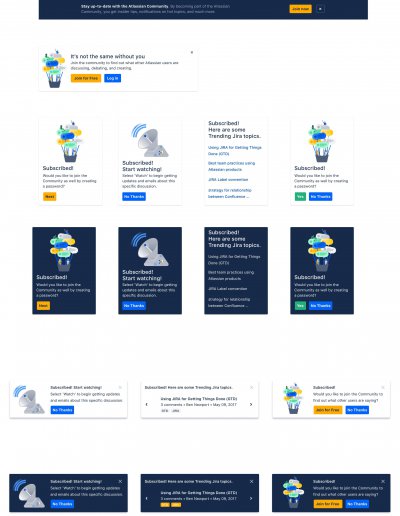 Stay up-to-date with the Atlassian Community. By becoming part of the Atlassian
Community, you get insider tips, notifications on hot topics, and much more.
Join now
It's not the same without you
Join the community to find out what other Atlassian users are
discussing, debating, and creating.
Join for Free
Log in
Subscribed!
Would you like to join the
Community as well by creating
a password?
Next
Subscribed!
Start watching!
Select 'Watch' to begin getting
updates and emails about this
specific discussion.
No Thanks
Subscribed!
Here are some
Trending Jira topics.
Using JIRA for Getting Things
Done (GTD)
Best team practices using
Atlassian products
JIRA Label convention
strategy for relationship
between Confluence ...
Subscribed!
Would you like to join the
Community as well by creating
a password?
Yes
No Thanks
Subscribed!
Would you like to join the
Community as well by creating
a password?
Next
Subscribed!
Start watching!
Select 'Watch' to begin getting
updates and emails about this
specific discussion.
No Thanks
Subscribed!
Here are some
Trending Jira topics.
Using JIRA for Getting Things
Done (GTD)
Best team practices using
Atlassian products
JIRA Label convention
strategy for relationship
between Confluence ...
Subscribed!
Would you like to join the
Community as well by creating
a password?
Yes
No Thanks
Subscribed! Start watching!
Select 'Watch' to begin getting updates
and emails about this specific discussion
No Thanks
Subscribed! Here are some Trending Jira topics.
Using JIRA for Getting Things Done (GTD)
3 comments • Ben Nauport • May 09, 2017
GTD
JIRA
Subscribed!
Would you like to join the Community to
find out what other users are saying?
Join for Free
No Thanks
Subscribed! Start watching!
Select 'Watch' to begin getting updates
and emails about this specific discussion
No Thanks
Subscribed! Here are some Trending Jira topics.
Using JIRA for Getting Things Done (GTD)
3 comments • Ben Nauport • May 09, 2017
Subscribed!
Would you like to join the Community to
find out what other users are saying?
Join for Free
No Thanks